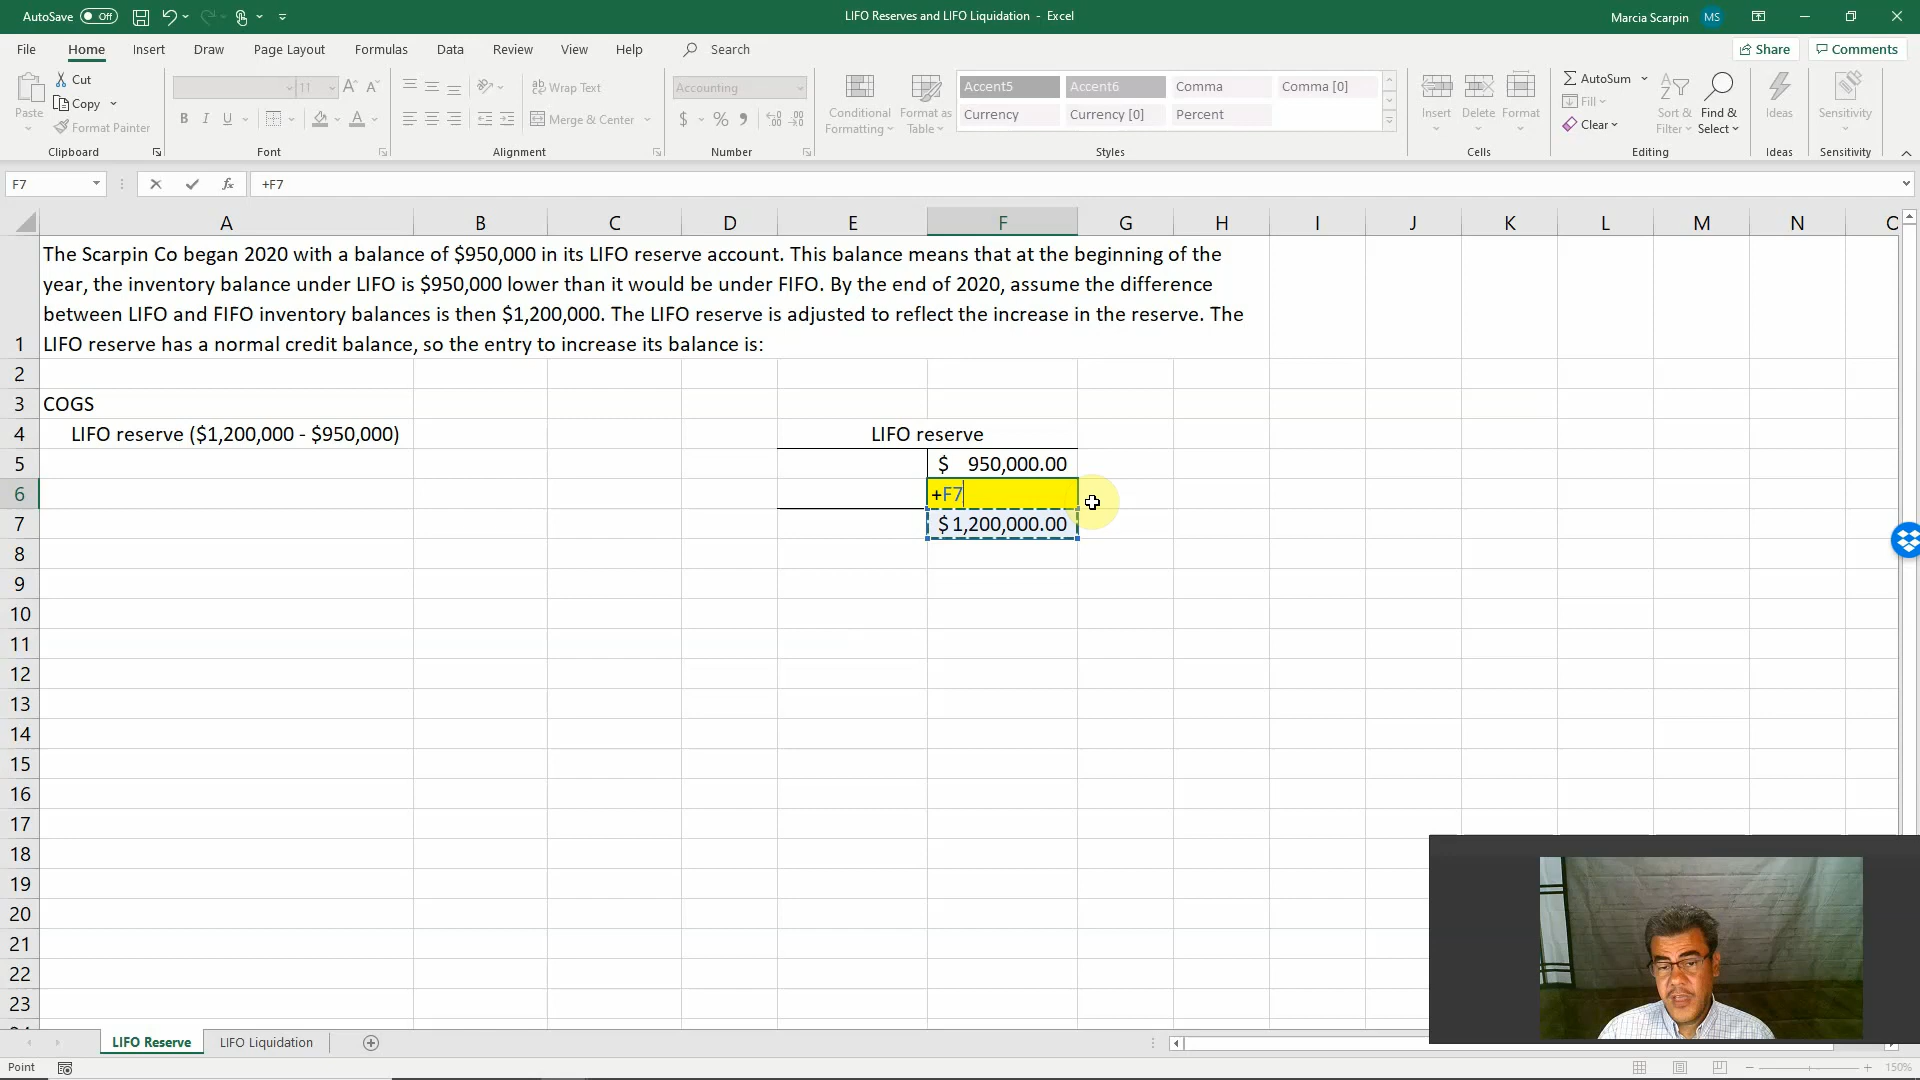 AutoSave Off
LIFO Reserves and LIFO Liquidation - Excel
Marcia Scarpin MS
File Home Insert Draw Page Layout Formulas Data Review View Help Search
Share Comments
Paste
Cut
Copy
Format Painter
Clipboard
11
B I U
Font
Wrap Text
Merge & Center
Alignment
Accounting
$ % ,
Number
Conditional Formatting
Format as Table
Accent5 Accent6 Comma Comma [0]
Currency Currency [0] Percent
Styles
Insert Delete Format
Cells
AutoSum
Fill
Clear
Sort & Filter
Find & Select
Editing
Ideas
Ideas
Sensitivity
Sensitivity
F7 fx +F7
A B C D E F G H I J K L M N
The Scarpin Co began 2020 with a balance of $950,000 in its LIFO reserve account. This balance means that at the beginning of the
year, the inventory balance under LIFO is $950,000 lower than it would be under FIFO. By the end of 2020, assume the difference
between LIFO and FIFO inventory balances is then $1,200,000. The LIFO reserve is adjusted to reflect the increase in the reserve. The
1 LIFO reserve has a normal credit balance, so the entry to increase its balance is:
2
3 COGS
4 LIFO reserve ($1,200,000 - $950,000) LIFO reserve
5 $ 950,000.00
6 +F7
7 $ 1,200,000.00
8
9
10
11
12
13
14
15
16
17
18
19
20
21
22
23
LIFO Reserve LIFO Liquidation
Point
150%